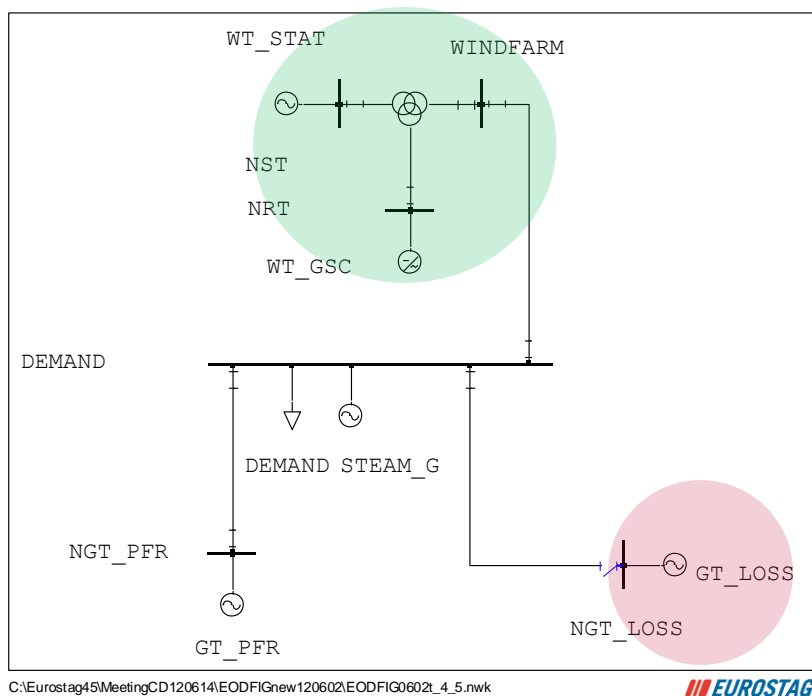 WT_STAT
WINDFARM
NST
NRT
WT_GSC
DEMAND
DEMAND STEAM_G
NGT_PFR
GT_LOSS
NGT_LOSS
GT_PFR
C:\Eurostag45\MeetingCD120614\EODFIGnew120602\EODFIG0602t_4_5.nwk
EUROSTAG